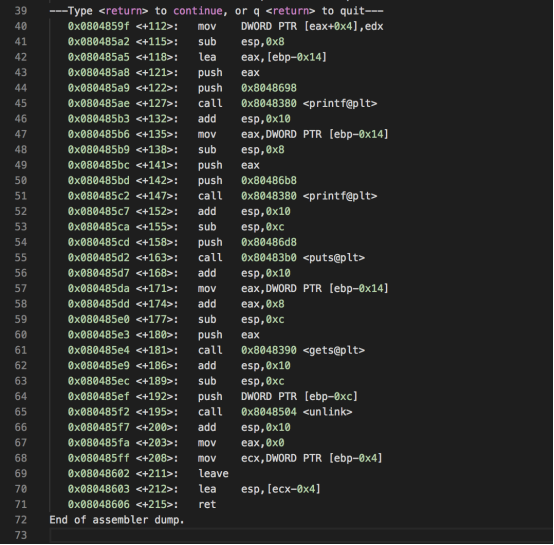 39 ---Type <return> to continue, or q <return> to quit---
40 0x0804859f <+112>: mov DWORD PTR [eax+0x4],edx
41 0x080485a2 <+115>: sub esp,0x8
42 0x080485a5 <+118>: lea eax,[ebp-0x14]
43 0x080485a8 <+121>: push eax
44 0x080485a9 <+122>: push 0x8048698
45 0x080485ae <+127>: call 0x8048380 <printf@plt>
46 0x080485b3 <+132>: add esp,0x10
47 0x080485b6 <+135>: mov eax,DWORD PTR [ebp-0x14]
48 0x080485b9 <+138>: sub esp,0x8
49 0x080485bc <+141>: push eax
50 0x080485bd <+142>: push 0x80486b8
51 0x080485c2 <+147>: call 0x8048380 <printf@plt>
52 0x080485c7 <+152>: add esp,0x10
53 0x080485ca <+155>: sub esp,0xc
54 0x080485cd <+158>: push 0x80486d8
55 0x080485d2 <+163>: call 0x80483b0 <puts@plt>
56 0x080485d7 <+168>: add esp,0x10
57 0x080485da <+171>: mov eax,DWORD PTR [ebp-0x14]
58 0x080485dd <+174>: add eax,0x8
59 0x080485e0 <+177>: sub esp,0xc
60 0x080485e3 <+180>: push eax
61 0x080485e4 <+181>: call 0x8048390 <gets@plt>
62 0x080485e9 <+186>: add esp,0x10
63 0x080485ec <+189>: sub esp,0xc
64 0x080485ef <+192>: push DWORD PTR [ebp-0xc]
65 0x080485f2 <+195>: call 0x8048504 <unlink>
66 0x080485f7 <+200>: add esp,0x10
67 0x080485fa <+203>: mov eax,0x0
68 0x080485ff <+208>: mov ecx,DWORD PTR [ebp-0x4]
69 0x08048602 <+211>: leave
70 0x08048603 <+212>: lea esp,[ecx-0x4]
71 0x08048606 <+215>: ret
72 End of assembler dump.
73